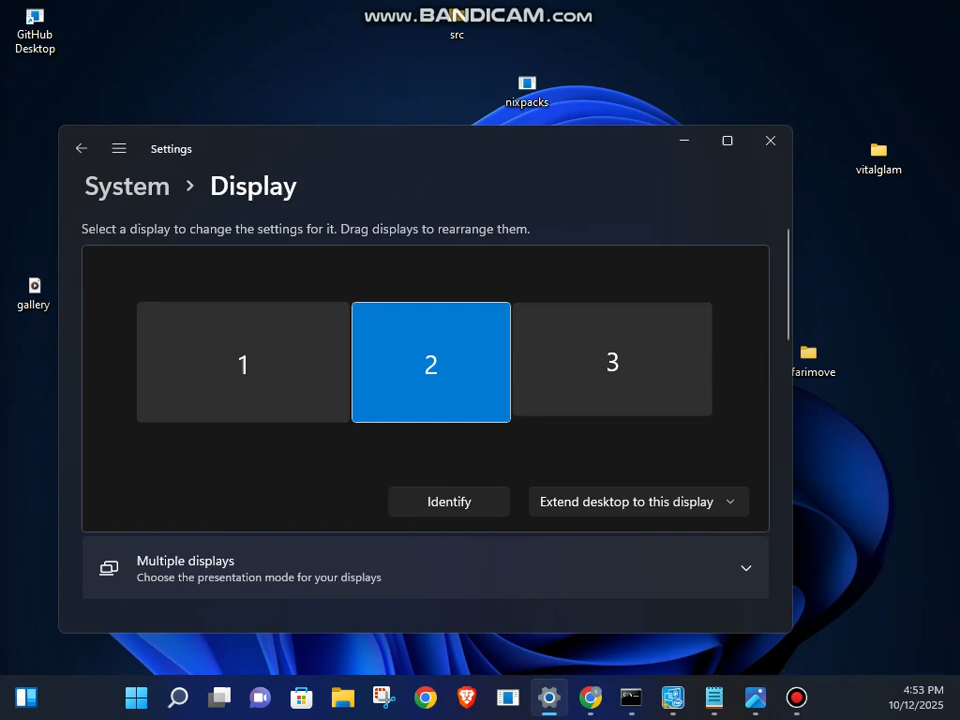 www.BANDICAM.com
GitHub
Desktop
src
nixpacks
vitalglam
gallery
farimove
Settings
System > Display
Select a display to change the settings for it. Drag displays to rearrange them.
1
2
3
Identify
Extend desktop to this display
Multiple displays
Choose the presentation mode for your displays
4:53 PM
10/12/2025